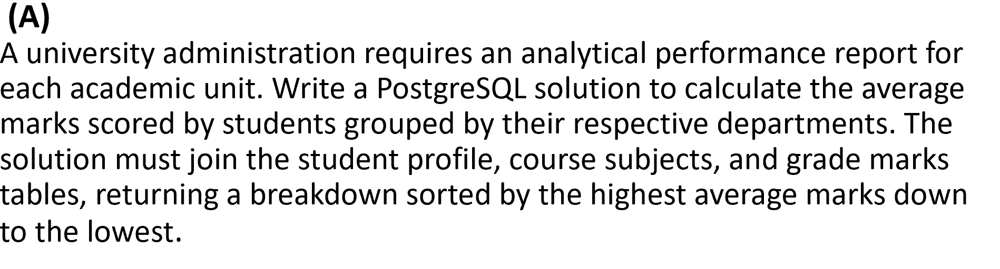 (A)
A university administration requires an analytical performance report for
each academic unit. Write a PostgreSQL solution to calculate the average
marks scored by students grouped by their respective departments. The
solution must join the student profile, course subjects, and grade marks
tables, returning a breakdown sorted by the highest average marks down
to the lowest.